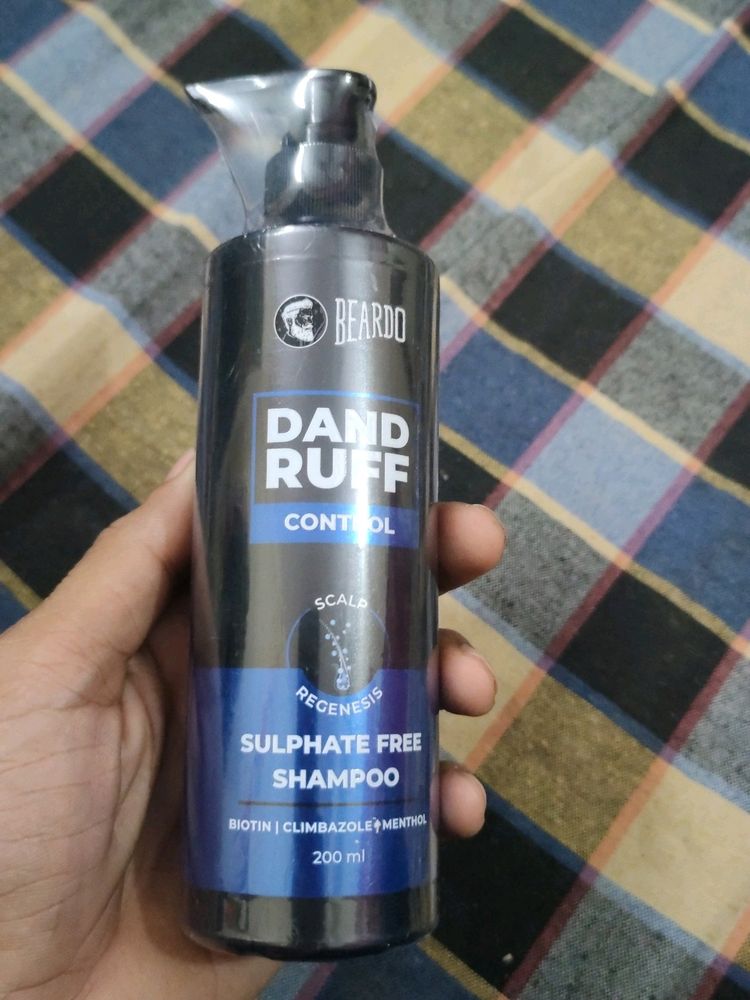 BEARDO
DAND
RUFF
CONTROL
SCALP
REGENESIS
SULPHATE FREE
SHAMPOO
BIOTIN | CLIMBAZOLE | MENTHOL
200 ml